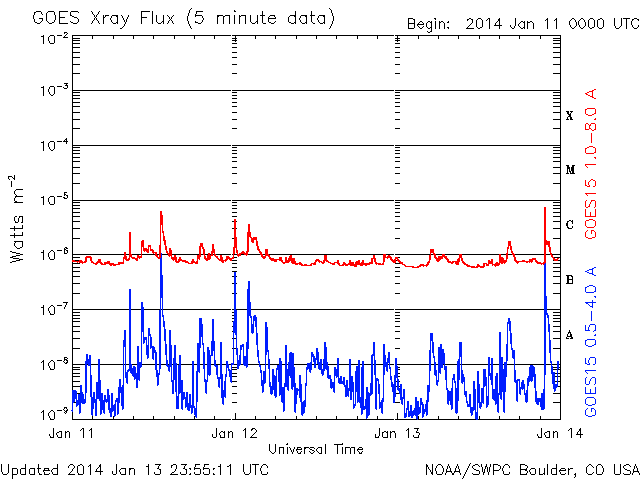 GOES Xray Flux (5 minute data)
Begin: 2014 Jan 11 0000 UTC
10-2
10-3
10-4
10-5
10-6
10-7
10-8
10-9
Watts m-2
X
M
C
B
A
GOES15 1.0-8.0 A
GOES15 0.5-4.0 A
Jan 11
Jan 12
Jan 13
Jan 14
Universal Time
Updated 2014 Jan 13 23:55:11 UTC
NOAA/SWPC Boulder, CO USA